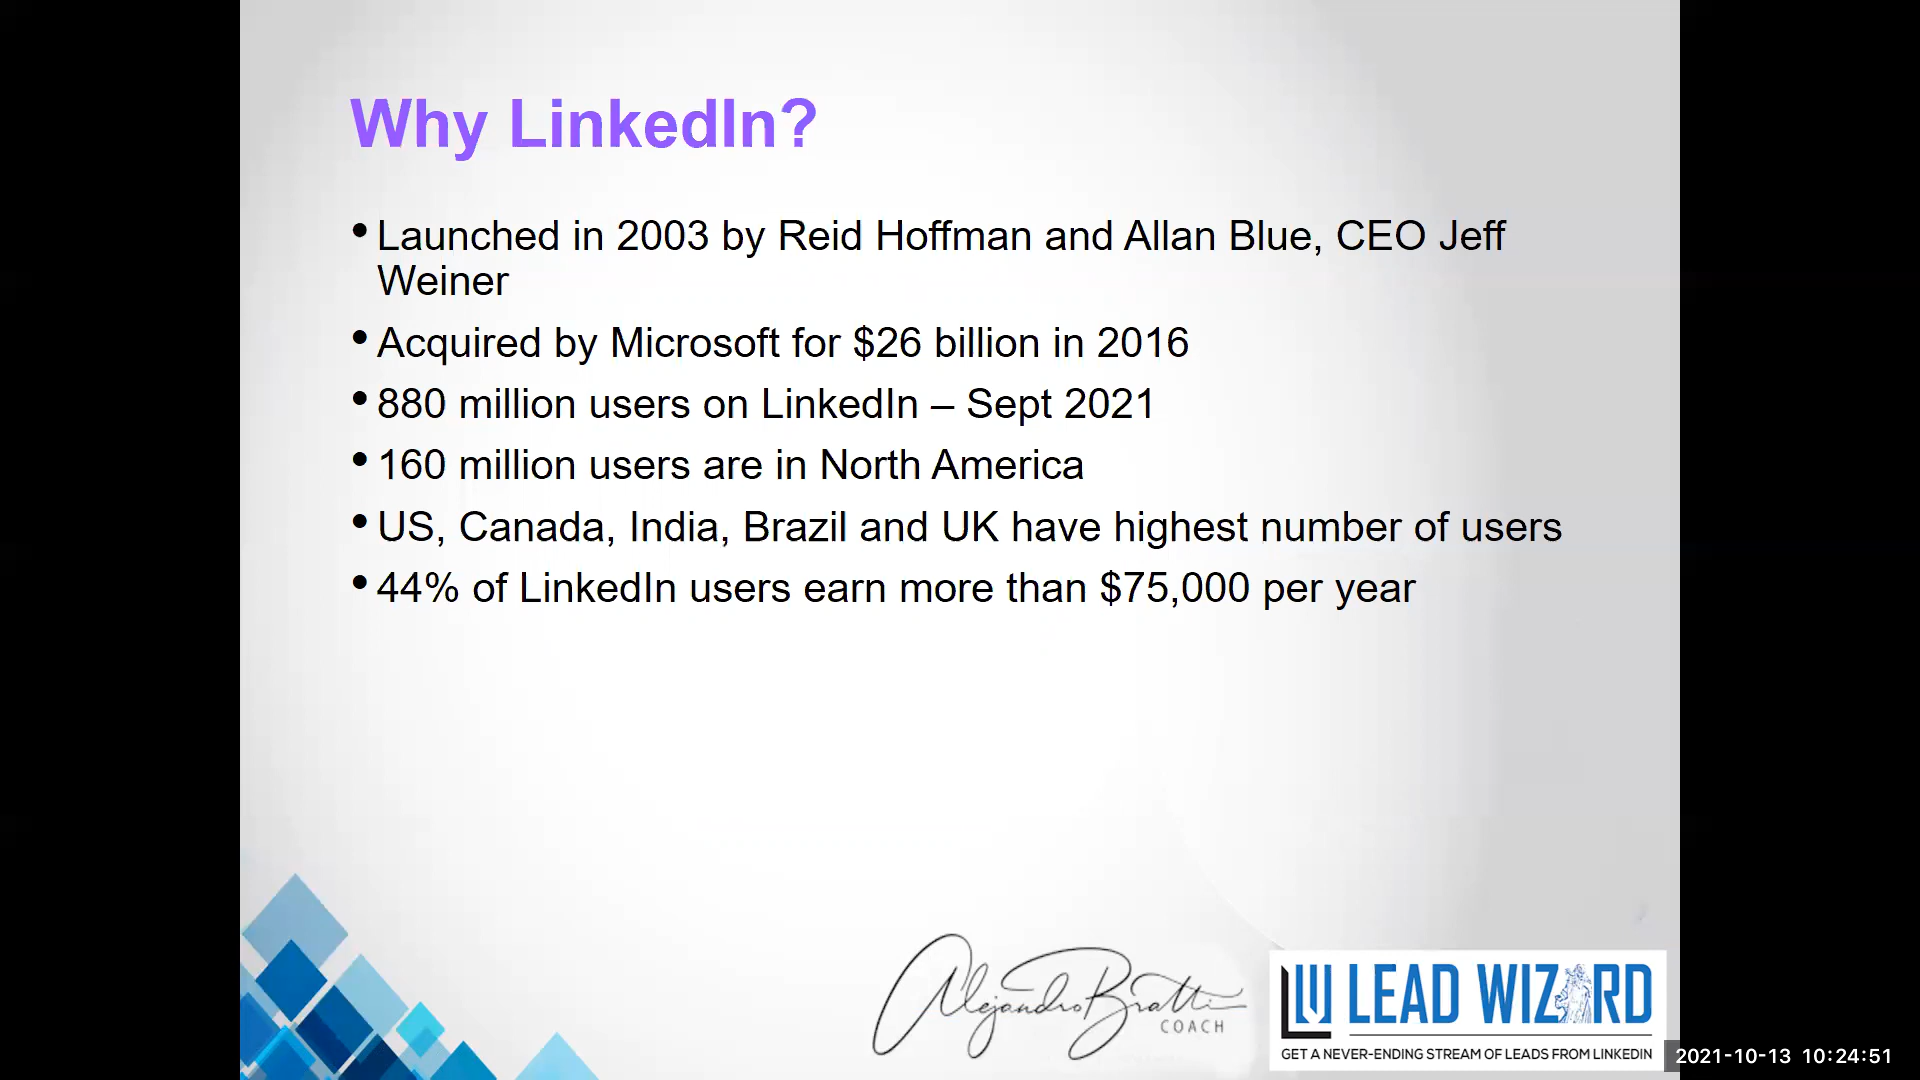 Why LinkedIn?
• Launched in 2003 by Reid Hoffman and Allan Blue, CEO Jeff
Weiner
• Acquired by Microsoft for $26 billion in 2016
• 880 million users on LinkedIn – Sept 2021
• 160 million users are in North America
• US, Canada, India, Brazil and UK have highest number of users
• 44% of LinkedIn users earn more than $75,000 per year
Alejandro Bratti
COACH
LEAD WIZARD
GET A NEVER-ENDING STREAM OF LEADS FROM LINKEDIN
2021-10-13 10:24:51